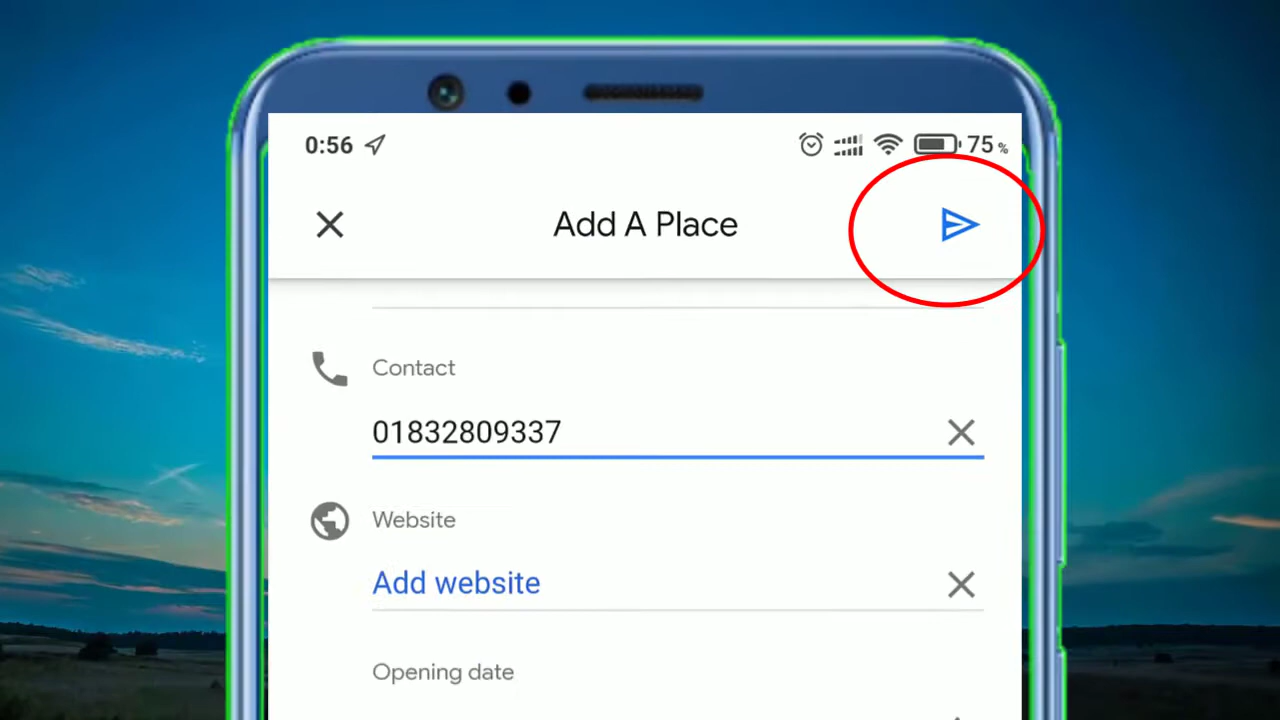 0:56 75 %
Add A Place
Contact
01832809337
Website
Add website
Opening date